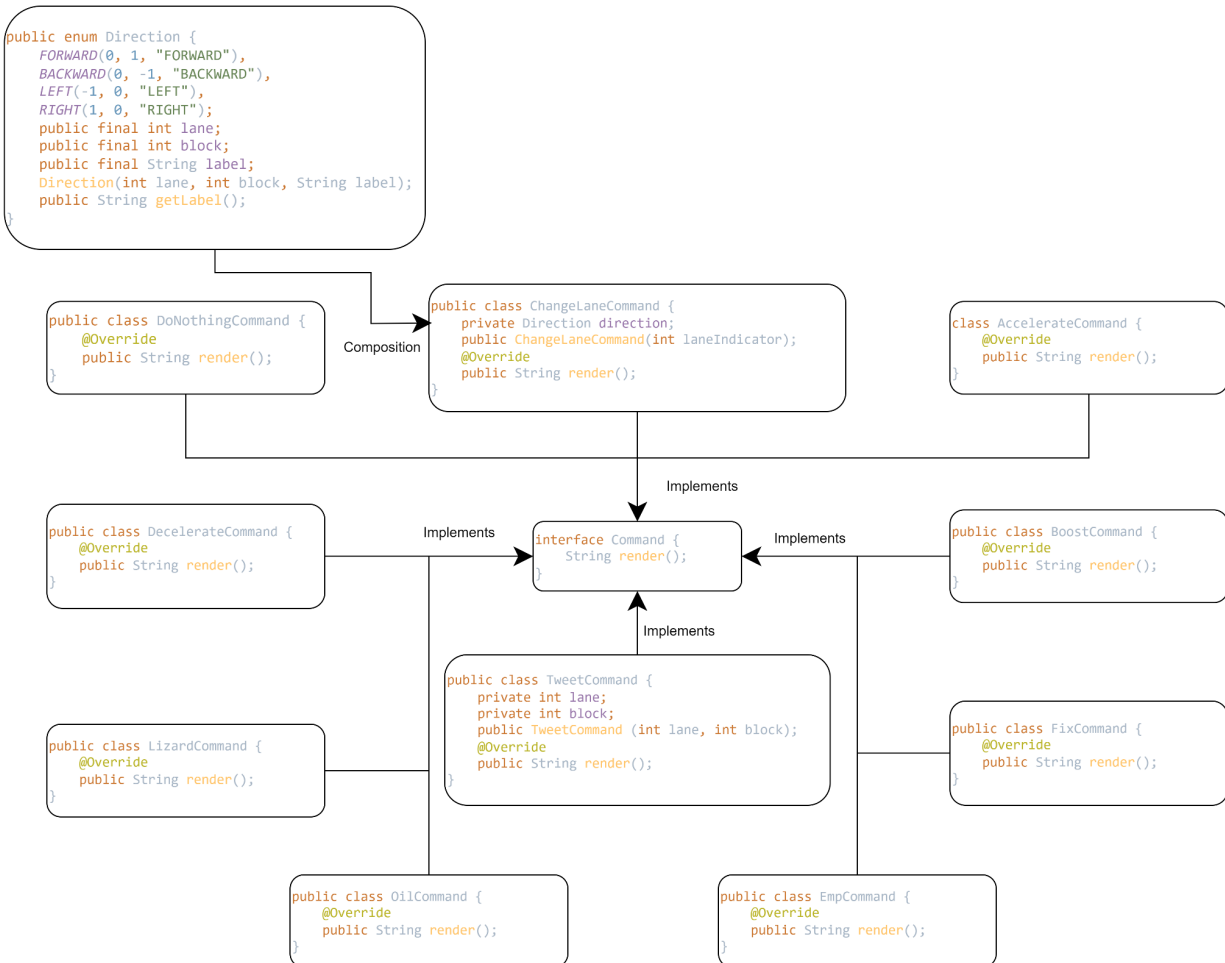 public enum Direction {
FORWARD(0, 1, "FORWARD"),
BACKWARD(0, -1, "BACKWARD"),
LEFT(-1, 0, "LEFT"),
RIGHT(1, 0, "RIGHT");
public final int lane;
public final int block;
public final String label;
Direction(int lane, int block, String label);
public String getLabel();
}
public class DoNothingCommand {
@Override
public String render();
}
Composition
public class ChangeLaneCommand {
private Direction direction;
public ChangeLaneCommand(int laneIndicator);
@Override
public String render();
}
class AccelerateCommand {
@Override
public String render();
}
Implements
public class DecelerateCommand {
@Override
public String render();
}
Implements
interface Command {
String render();
}
Implements
public class BoostCommand {
@Override
public String render();
}
Implements
public class TweetCommand {
private int lane;
private int block;
public TweetCommand (int lane, int block);
@Override
public String render();
}
public class LizardCommand {
@Override
public String render();
}
public class FixCommand {
@Override
public String render();
}
public class OilCommand {
@Override
public String render();
}
public class EmpCommand {
@Override
public String render();
}